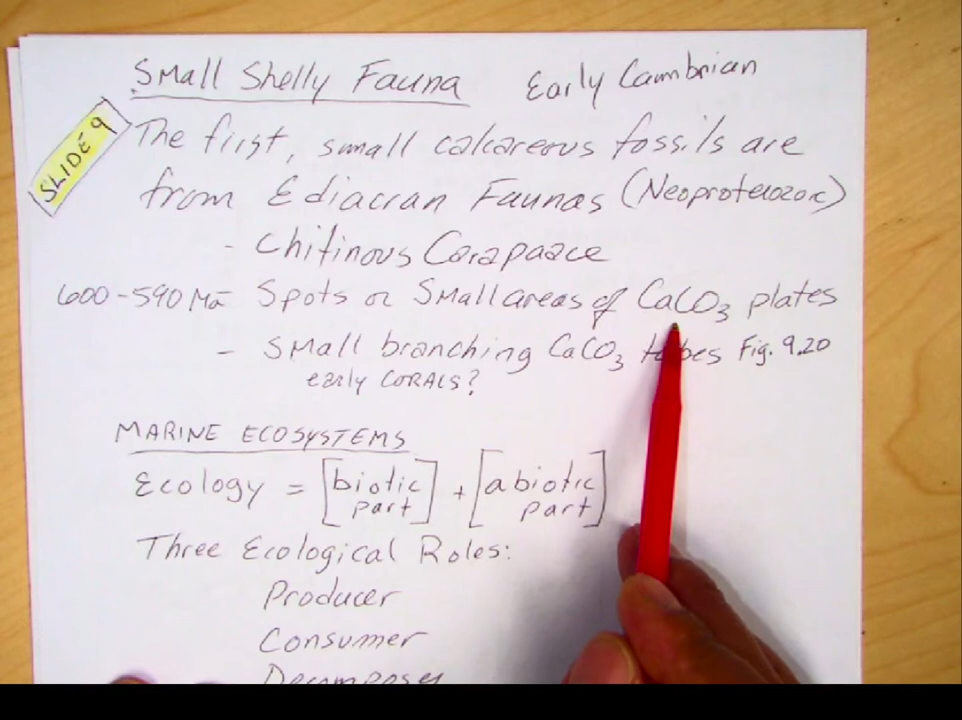 Small Shelly Fauna Early Cambrian
SLIDE 9
The first, small calcareous fossils are
from Ediacran Faunas (Neoproterozoic)
- Chitinous Carapaace
600-590 Ma Spots or Small areas of CaCO3 plates
- Small branching CaCO3 tubes Fig. 9.20
early CORALS?
MARINE ECOSYSTEMS
Ecology = [biotic part] + [abiotic part]
Three Ecological Roles:
Producer
Consumer
Decomposer